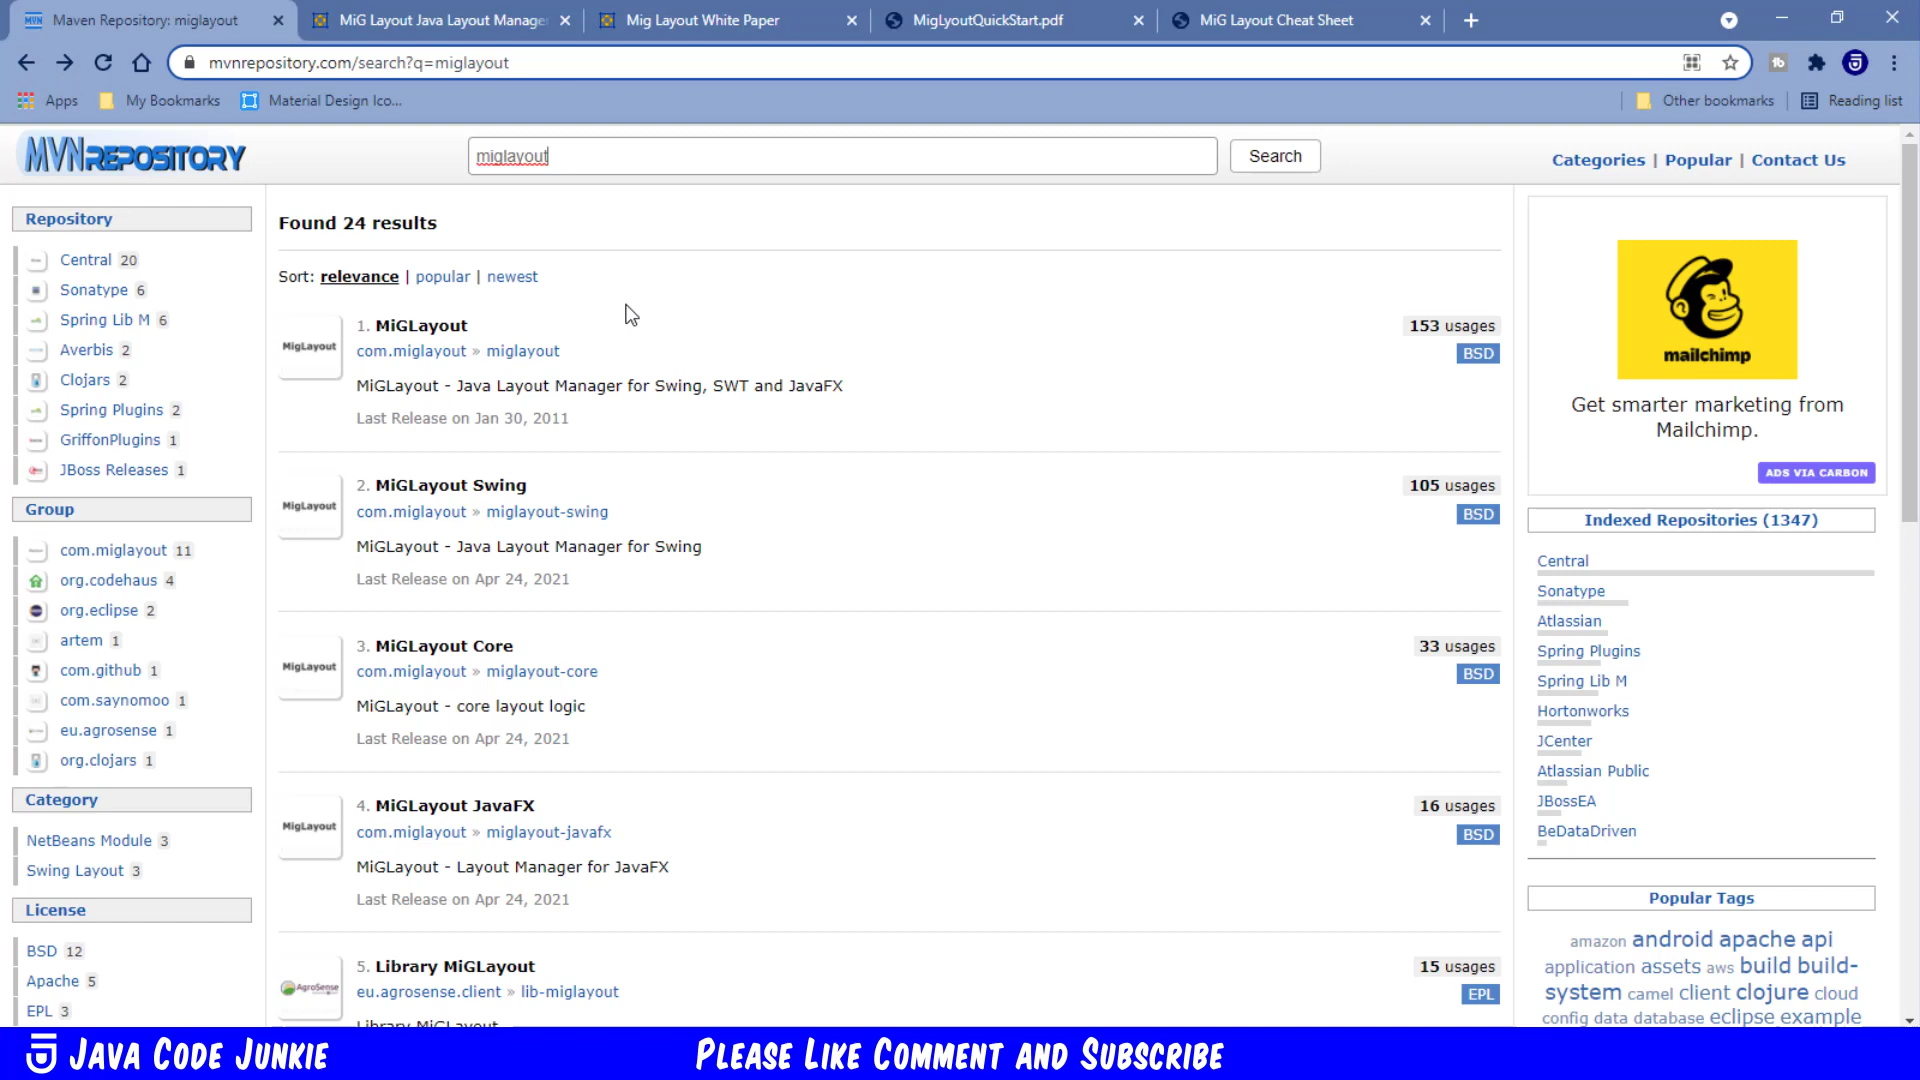 Maven Repository: miglayout
MiG Layout Java Layout Manage
Mig Layout White Paper
MigLyoutQuickStart.pdf
MiG Layout Cheat Sheet
mvnrepository.com/search?q=miglayout
Apps
My Bookmarks
Material Design Ico...
Other bookmarks
Reading list
MVNREPOSITORY
miglayout
Search
Categories | Popular | Contact Us
Repository
Central 20
Sonatype 6
Spring Lib M 6
Averbis 2
Clojars 2
Spring Plugins 2
GriffonPlugins 1
JBoss Releases 1
Group
com.miglayout 11
org.codehaus 4
org.eclipse 2
artem 1
com.github 1
com.saynomoo 1
eu.agrosense 1
org.clojars 1
Category
NetBeans Module 3
Swing Layout 3
License
BSD 12
Apache 5
EPL 3
Found 24 results
Sort: relevance | popular | newest
MigLayout
1. MiGLayout
153 usages
com.miglayout » miglayout
BSD
MiGLayout - Java Layout Manager for Swing, SWT and JavaFX
Last Release on Jan 30, 2011
MigLayout
2. MiGLayout Swing
105 usages
com.miglayout » miglayout-swing
BSD
MiGLayout - Java Layout Manager for Swing
Last Release on Apr 24, 2021
MigLayout
3. MiGLayout Core
33 usages
com.miglayout » miglayout-core
BSD
MiGLayout - core layout logic
Last Release on Apr 24, 2021
MigLayout
4. MiGLayout JavaFX
16 usages
com.miglayout » miglayout-javafx
BSD
MiGLayout - Layout Manager for JavaFX
Last Release on Apr 24, 2021
AgroSense
5. Library MiGLayout
15 usages
eu.agrosense.client » lib-miglayout
EPL
Library MiGLayout
mailchimp
Get smarter marketing from
Mailchimp.
ADS VIA CARBON
Indexed Repositories (1347)
Central
Sonatype
Atlassian
Spring Plugins
Spring Lib M
Hortonworks
JCenter
Atlassian Public
JBossEA
BeDataDriven
Popular Tags
amazon android apache api
application assets aws build build-
system camel client clojure cloud
config data database eclipse example
JAVA CODE JUNKIE
PLEASE LIKE COMMENT AND SUBSCRIBE